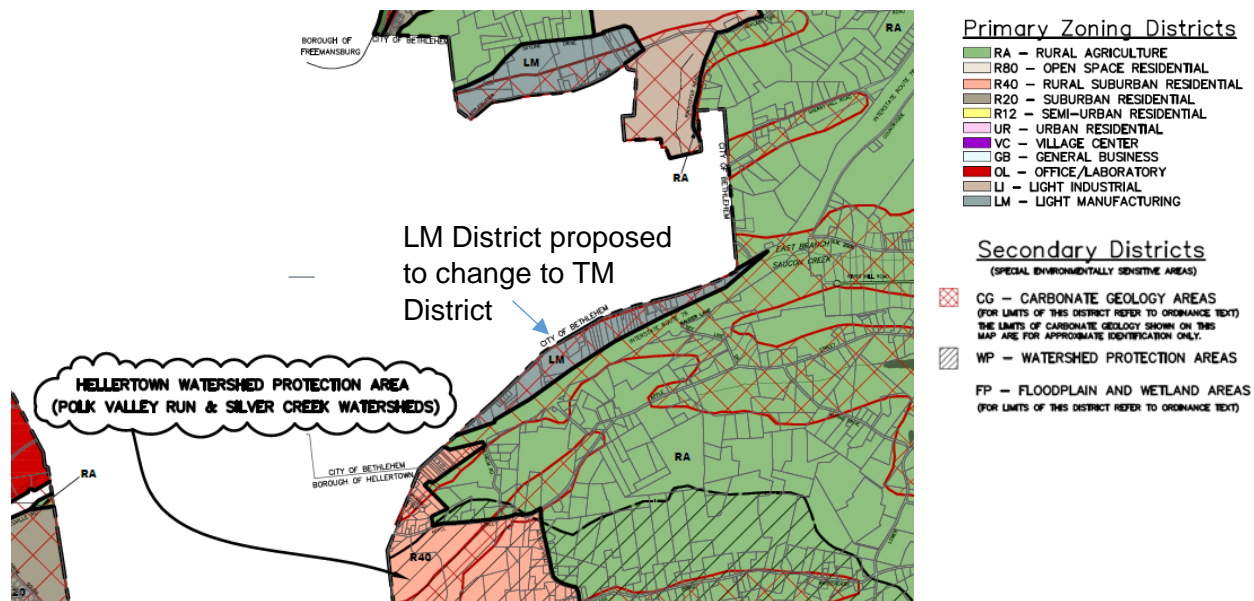 BOROUGH OF
FREEMANSBURG
CITY OF BETHLEHEM
LM
RA
INTERSTATE ROUTE 78
CITY OF BETHLEHEM
RA
LM District proposed
to change to TM
District
EAST BRANCH
SAUCON CREEK
CITY OF BETHLEHEM
INTERSTATE ROUTE 78
LM
HELLERTOWN WATERSHED PROTECTION AREA
(POLK VALLEY RUN & SILVER CREEK WATERSHEDS)
RA
CITY OF BETHLEHEM
BOROUGH OF HELLERTOWN
RA
R40
20
Primary Zoning Districts
RA – RURAL AGRICULTURE
R80 – OPEN SPACE RESIDENTIAL
R40 – RURAL SUBURBAN RESIDENTIAL
R20 – SUBURBAN RESIDENTIAL
R12 – SEMI-URBAN RESIDENTIAL
UR – URBAN RESIDENTIAL
VC – VILLAGE CENTER
GB – GENERAL BUSINESS
OL – OFFICE/LABORATORY
LI – LIGHT INDUSTRIAL
LM – LIGHT MANUFACTURING
Secondary Districts
(SPECIAL ENVIRONMENTALLY SENSITIVE AREAS)
CG – CARBONATE GEOLOGY AREAS
(FOR LIMITS OF THIS DISTRICT REFER TO ORDINANCE TEXT)
THE LIMITS OF CARBONATE GEOLOGY SHOWN ON THIS
MAP ARE FOR APPROXIMATE IDENTIFICATION ONLY.
WP – WATERSHED PROTECTION AREAS
FP – FLOODPLAIN AND WETLAND AREAS
(FOR LIMITS OF THIS DISTRICT REFER TO ORDINANCE TEXT)